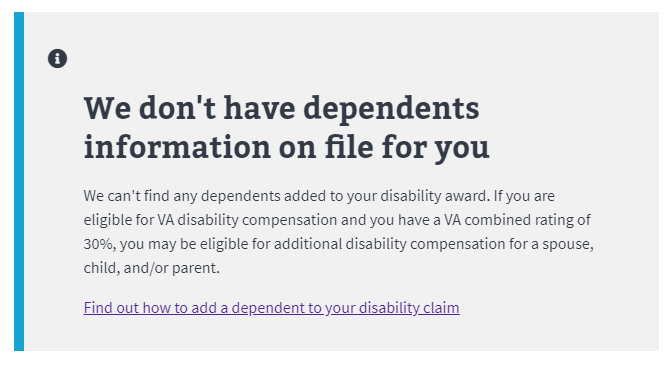 We don't have dependents
information on file for you
We can't find any dependents added to your disability award. If you are
eligible for VA disability compensation and you have a VA combined rating of
30%, you may be eligible for additional disability compensation for a spouse,
child, and/or parent.
Find out how to add a dependent to your disability claim